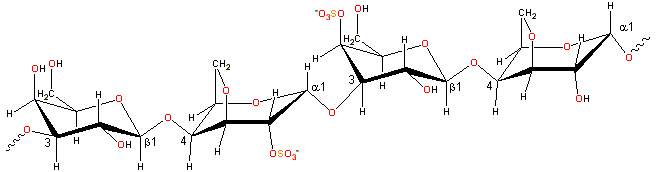 H
-O₃SO OH CH₂ α1
H₂C H O
H O O O
OH OH CH₂ H 3 OH β1 4 H H
H₂C H O H α1 O H H H OH
H O O H
3 H OH β1 4 H OSO₃-
O H H H H